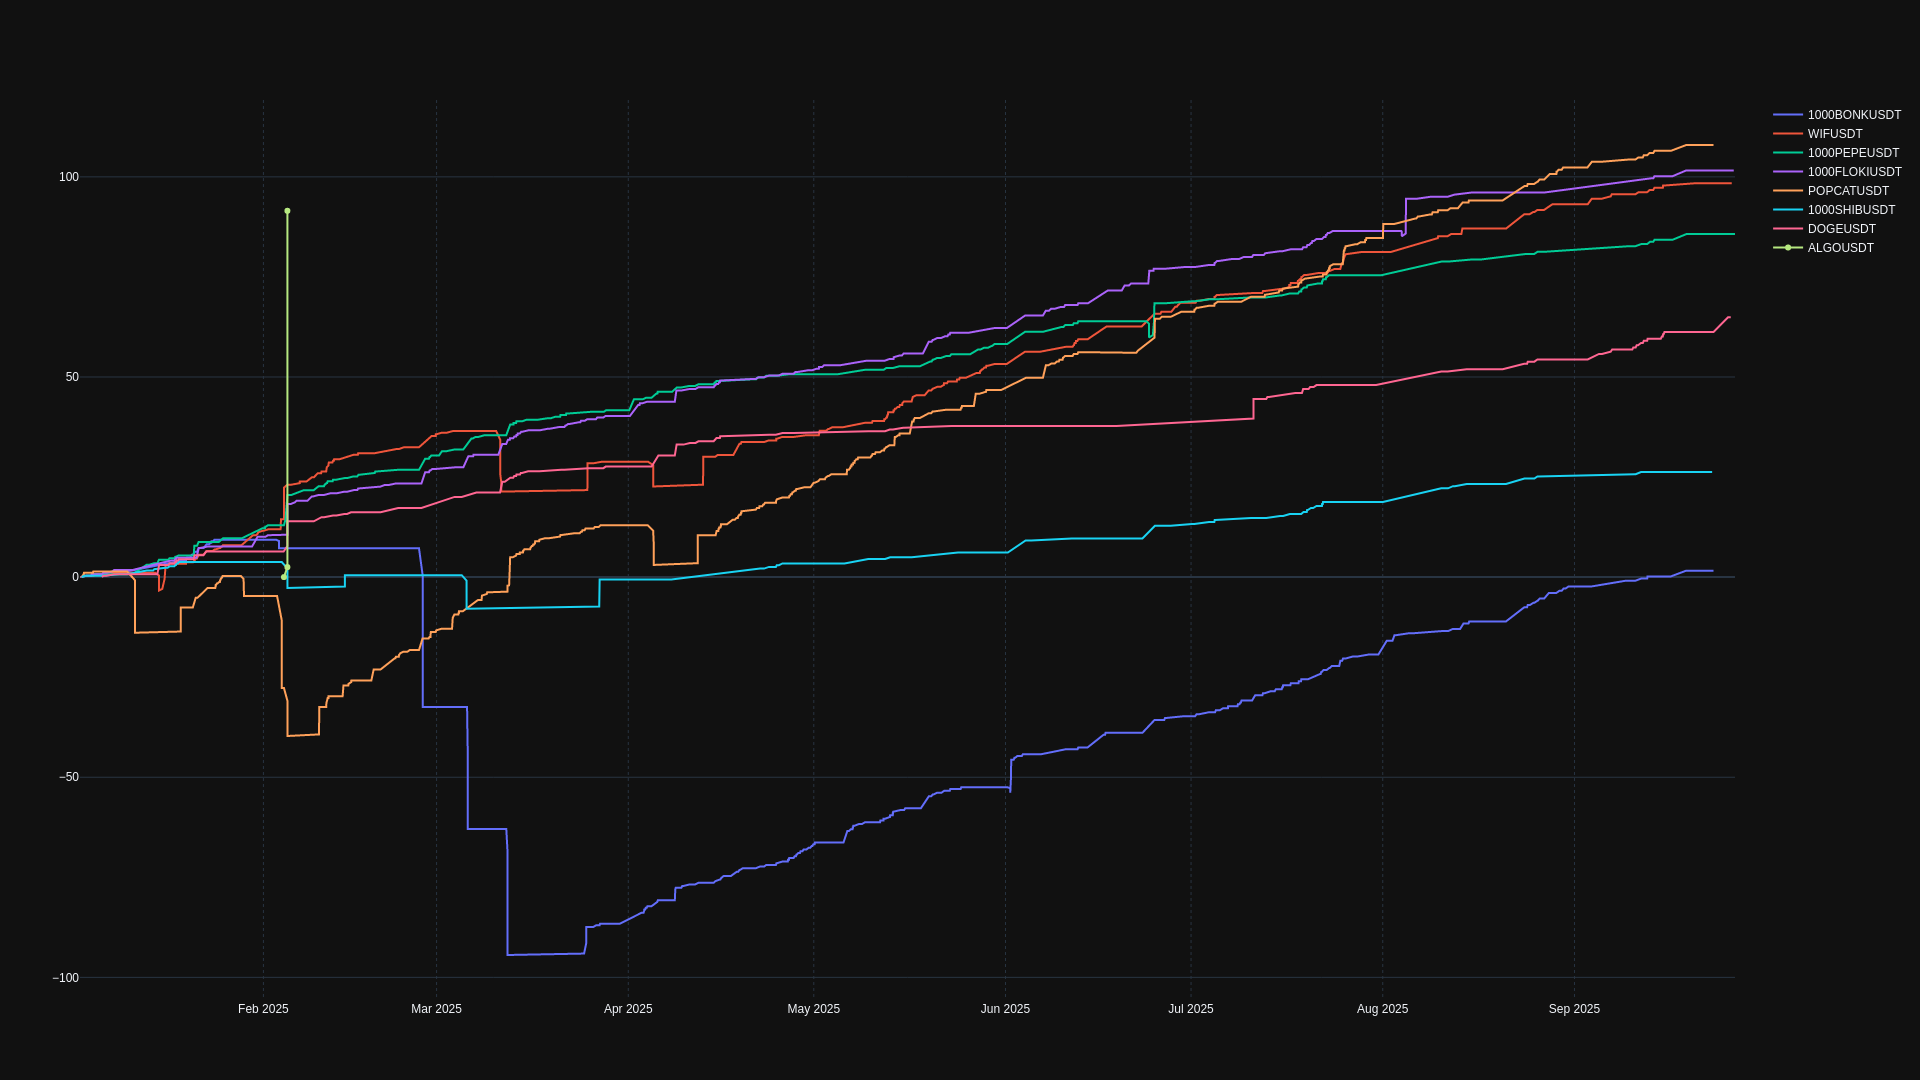 1000BONKUSDT
WIFUSDT
1000PEPEUSDT
1000FLOKIUSDT
POPCATUSDT
1000SHIBUSDT
DOGEUSDT
ALGOUSDT
100
50
0
−50
−100
Feb 2025
Mar 2025
Apr 2025
May 2025
Jun 2025
Jul 2025
Aug 2025
Sep 2025